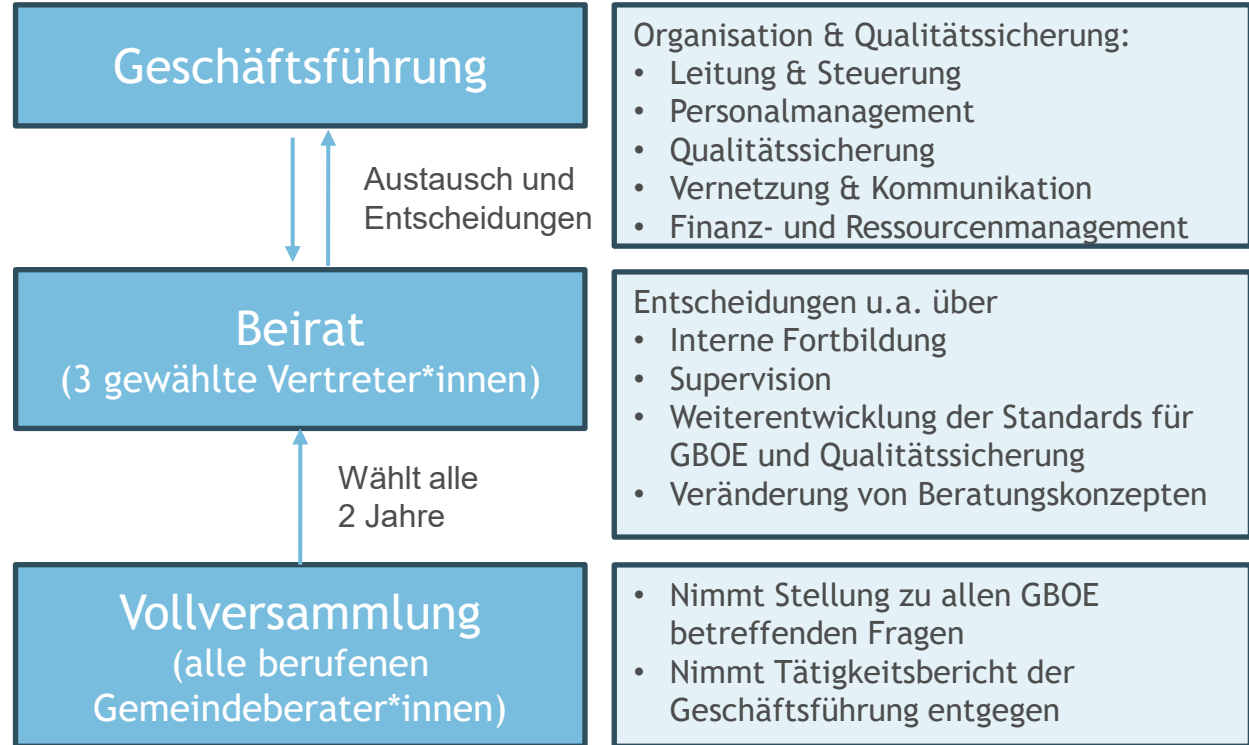 Geschäftsführung
Organisation & Qualitätssicherung:
• Leitung & Steuerung
• Personalmanagement
• Qualitätssicherung
• Vernetzung & Kommunikation
• Finanz- und Ressourcenmanagement
Austausch und
Entscheidungen
Beirat
(3 gewählte Vertreter*innen)
Entscheidungen u.a. über
• Interne Fortbildung
• Supervision
• Weiterentwicklung der Standards für
GBOE und Qualitätssicherung
• Veränderung von Beratungskonzepten
Wählt alle
2 Jahre
Vollversammlung
(alle berufenen
Gemeindeberater*innen)
• Nimmt Stellung zu allen GBOE
betreffenden Fragen
• Nimmt Tätigkeitsbericht der
Geschäftsführung entgegen